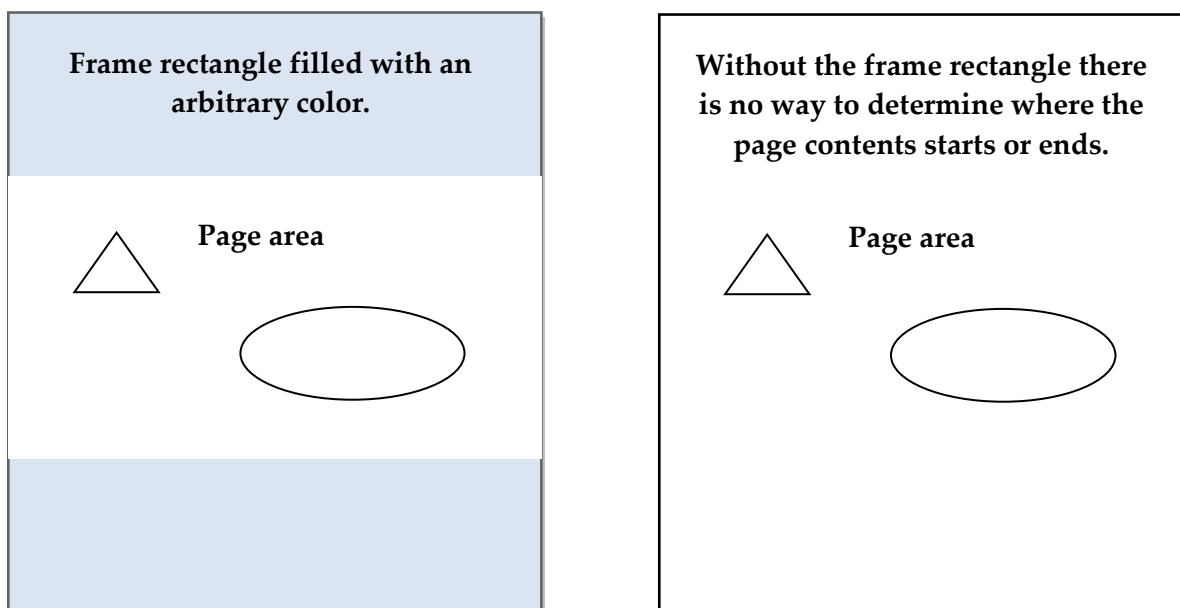 Frame rectangle filled with an
arbitrary color.
Page area
Without the frame rectangle there
is no way to determine where the
page contents starts or ends.
Page area